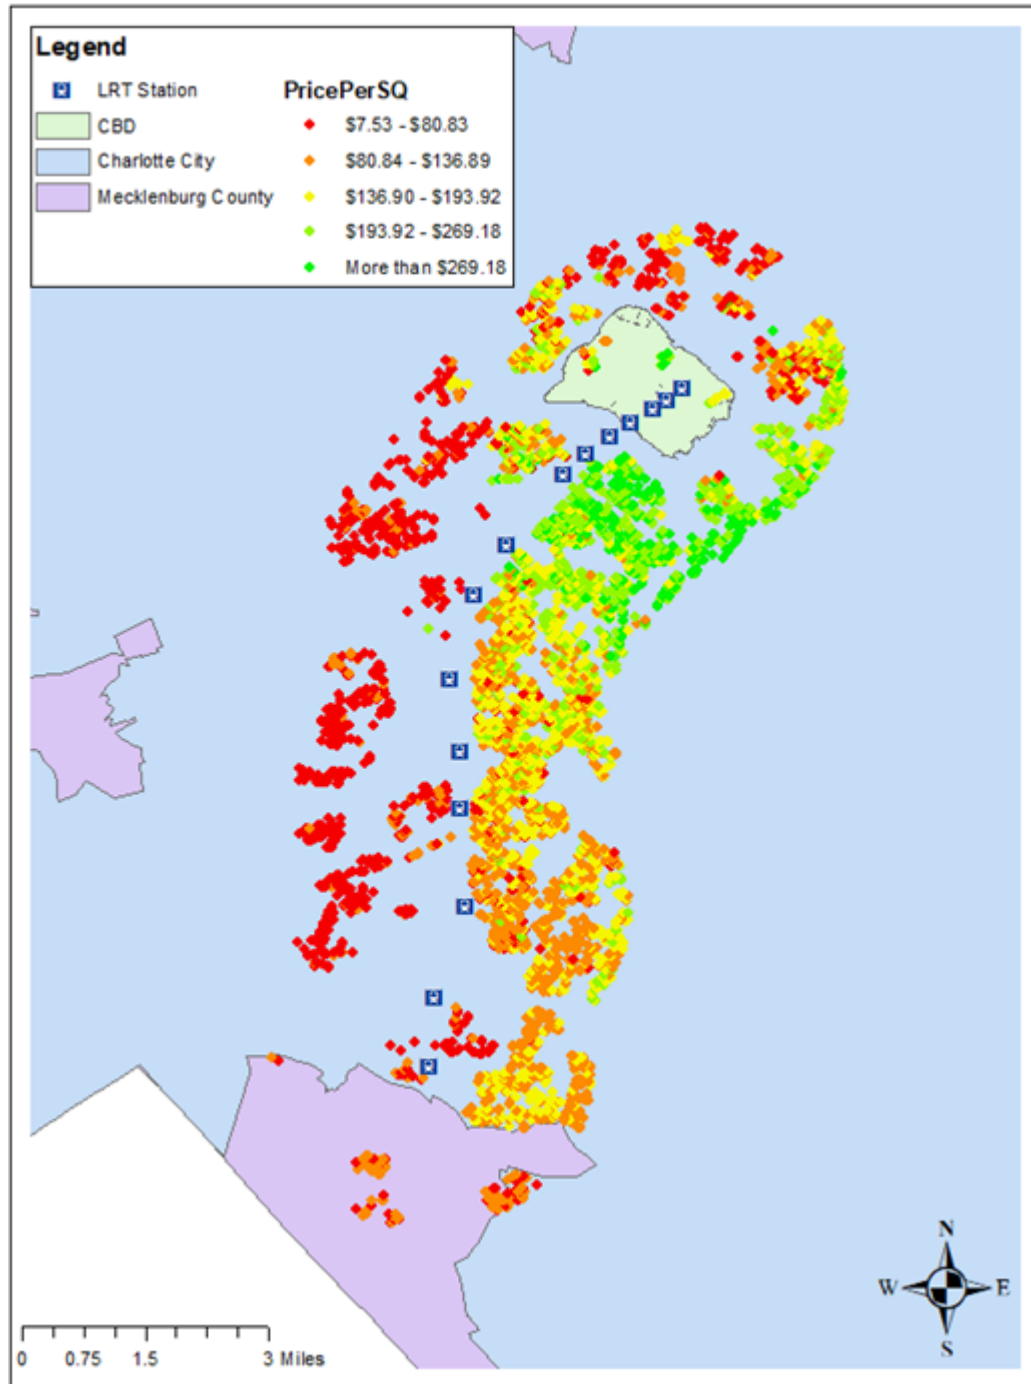 Legend
LRT Station
CBD
Charlotte City
Mecklenburg County
PricePerSQ
$7.53 - $80.83
$80.84 - $136.89
$136.90 - $193.92
$193.92 - $269.18
More than $269.18
N
W E
S
0 0.75 1.5 3 Miles